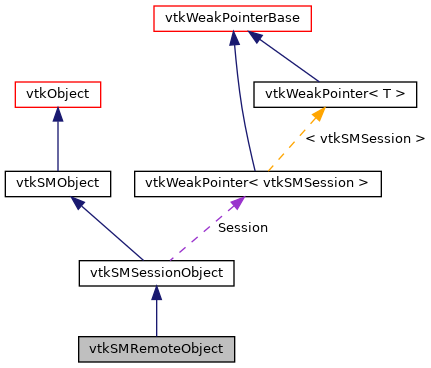 vtkWeakPointerBase
vtkObject
vtkWeakPointer< T >
< vtkSMSession >
vtkSMObject
vtkWeakPointer< vtkSMSession >
Session
vtkSMSessionObject
vtkSMRemoteObject